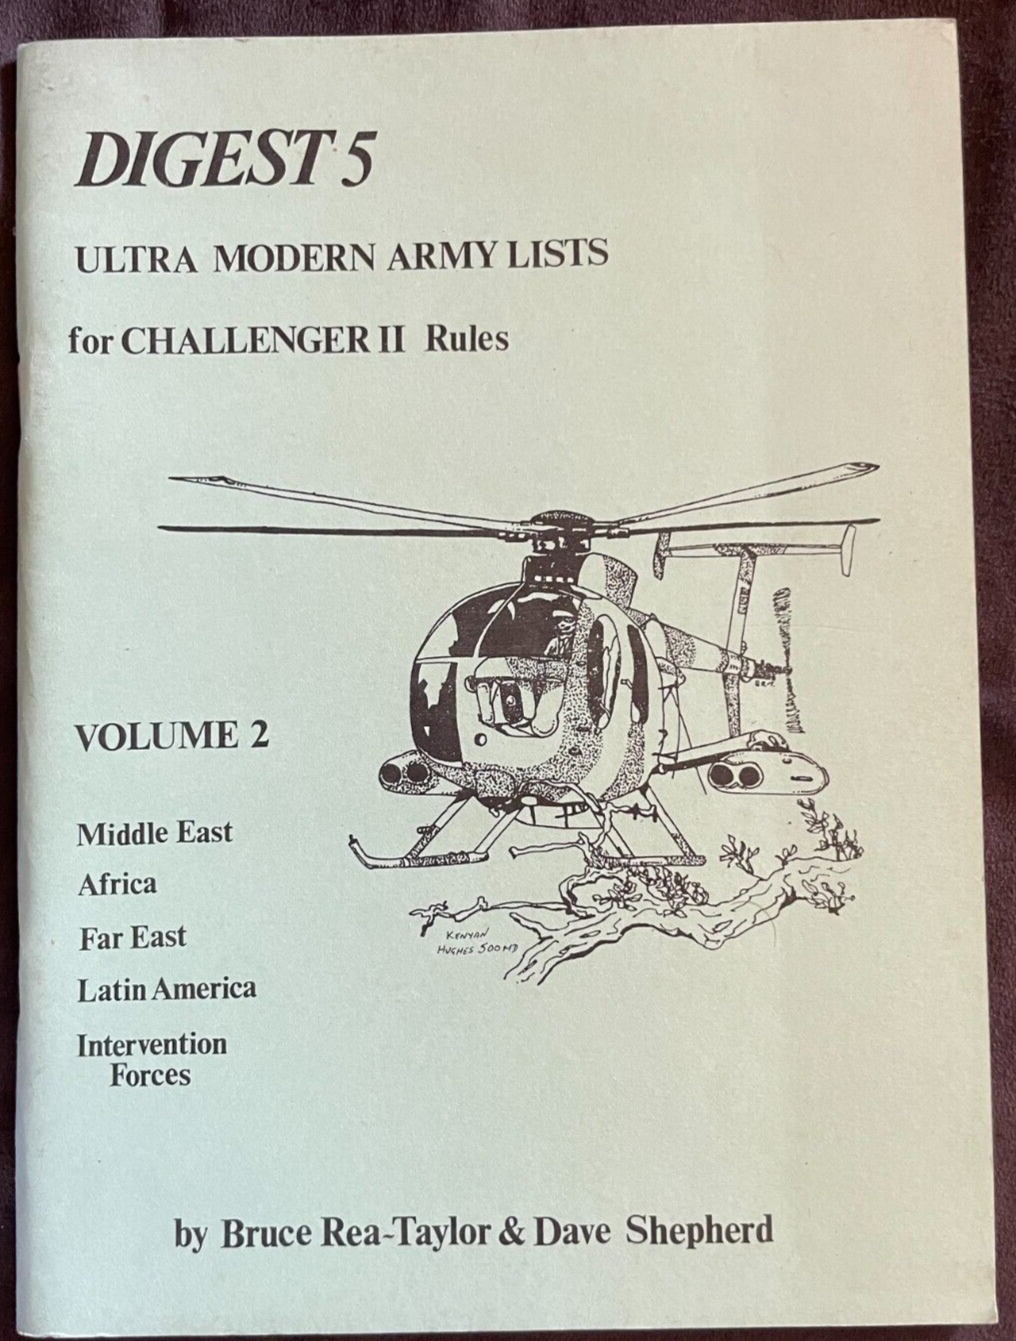 DIGEST 5
ULTRA MODERN ARMY LISTS
for CHALLENGER II Rules
VOLUME 2
Middle East
Africa
Far East
Latin America
Intervention
Forces
KENYAN
HUGHES 500MD
by Bruce Rea-Taylor & Dave Shepherd